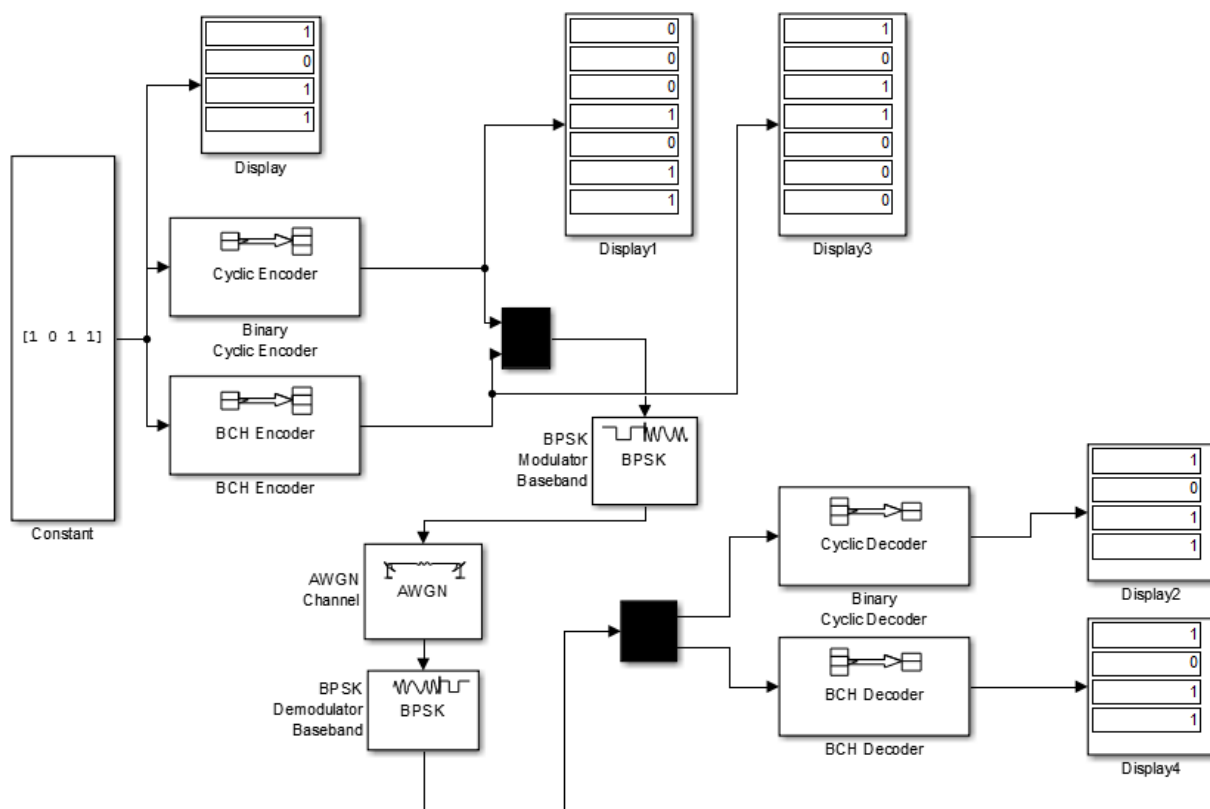 1
0
1
1
Display
0
0
0
1
0
1
1
Display1
1
0
1
1
0
0
0
Display3
Cyclic Encoder
Binary
Cyclic Encoder
[1 0 1 1]
Constant
BCH Encoder
BCH Encoder
BPSK
Modulator
Baseband
BPSK
AWGN
Channel
AWGN
BPSK
Demodulator
Baseband
BPSK
Cyclic Decoder
Binary
Cyclic Decoder
1
0
1
1
Display2
BCH Decoder
BCH Decoder
1
0
1
1
Display4